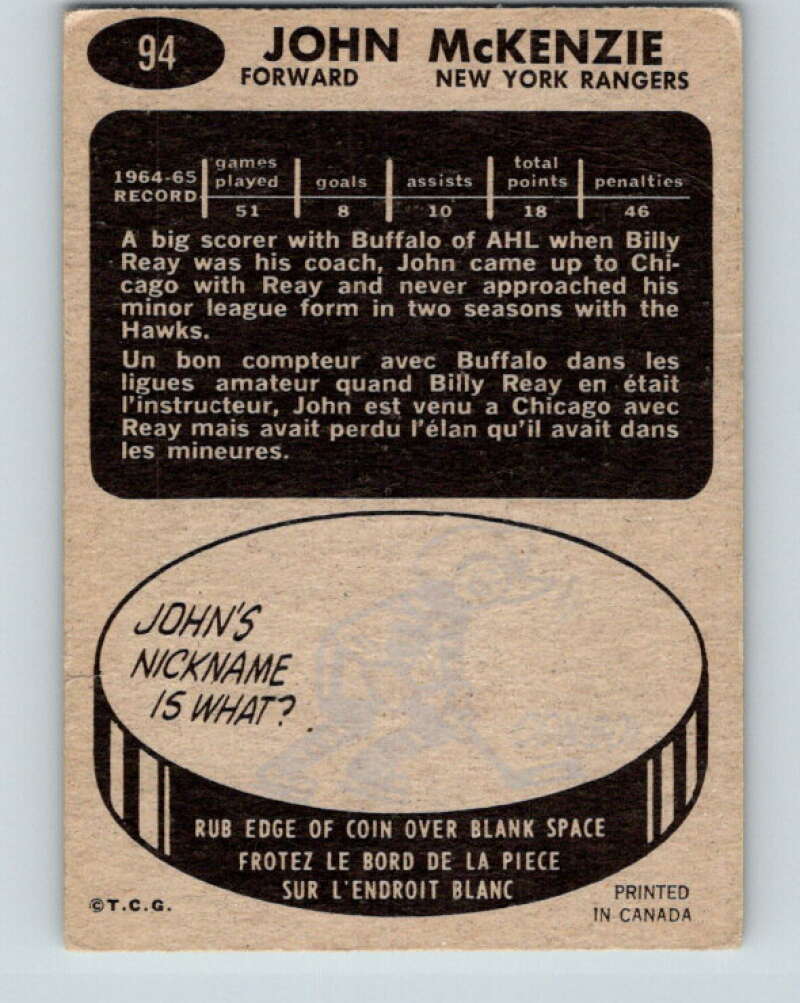 94
JOHN McKENZIE
FORWARD NEW YORK RANGERS
1964-65 RECORD games played goals assists total points penalties
51 8 10 18 46
A big scorer with Buffalo of AHL when Billy
Reay was his coach, John came up to Chi-
cago with Reay and never approached his
minor league form in two seasons with the
Hawks.
Un bon compteur avec Buffalo dans les
ligues amateur quand Billy Reay en était
l'instructeur, John est venu a Chicago avec
Reay mais avait perdu l'élan qu'il avait dans
les mineures.
JOHN'S
NICKNAME
IS WHAT?
RUB EDGE OF COIN OVER BLANK SPACE
FROTEZ LE BORD DE LA PIECE
SUR L'ENDROIT BLANC
©T.C.G.
PRINTED
IN CANADA